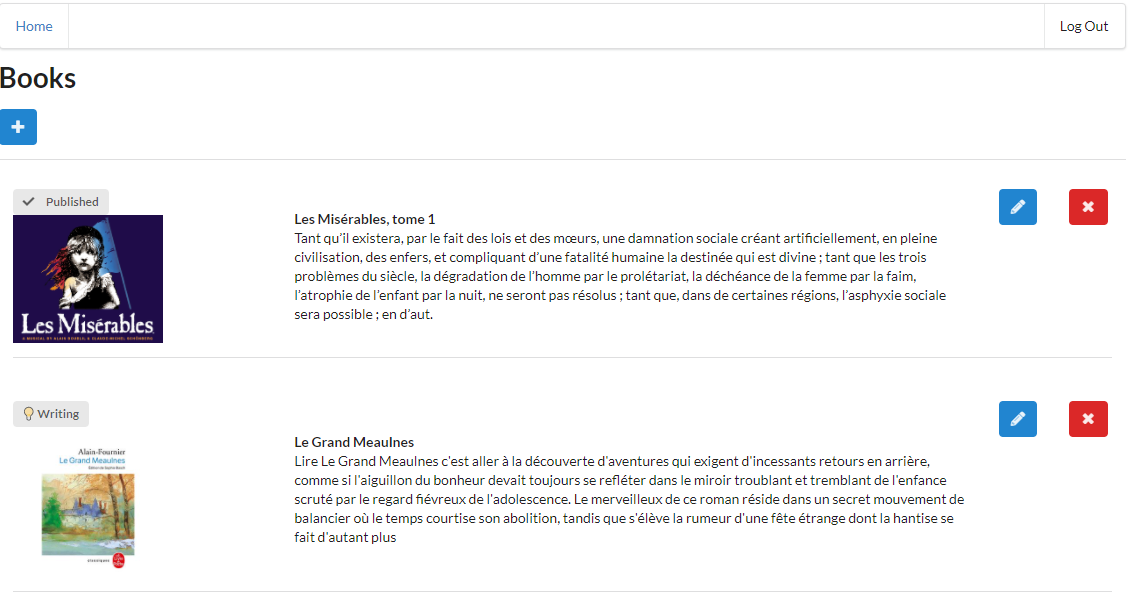 Home
Log Out
Books
Published
Les Misérables, tome 1
Tant qu'il existera, par le fait des lois et des mœurs, une damnation sociale créant artificiellement, en pleine
civilisation, des enfers, et compliquant d'une fatalité humaine la destinée qui est divine ; tant que les trois
problèmes du siècle, la dégradation de l'homme par le prolétariat, la déchéance de la femme par la faim,
l'atrophie de l'enfant par la nuit, ne seront pas résolus ; tant que, dans de certaines régions, l'asphyxie sociale
sera possible ; en d'aut.
Les Misérables
Writing
Le Grand Meaulnes
Lire Le Grand Meaulnes c'est aller à la découverte d'aventures qui exigent d'incessants retours en arrière,
comme si l'aiguillon du bonheur devait toujours se refléter dans le miroir troublant et tremblant de l'enfance
scruté par le regard fiévreux de l'adolescence. Le merveilleux de ce roman réside dans un secret mouvement de
balancier où le temps courtise son abolition, tandis que s'élève la rumeur d'une fête étrange dont la hantise se
fait d'autant plus
Alain-Fournier
Le Grand Meaulnes